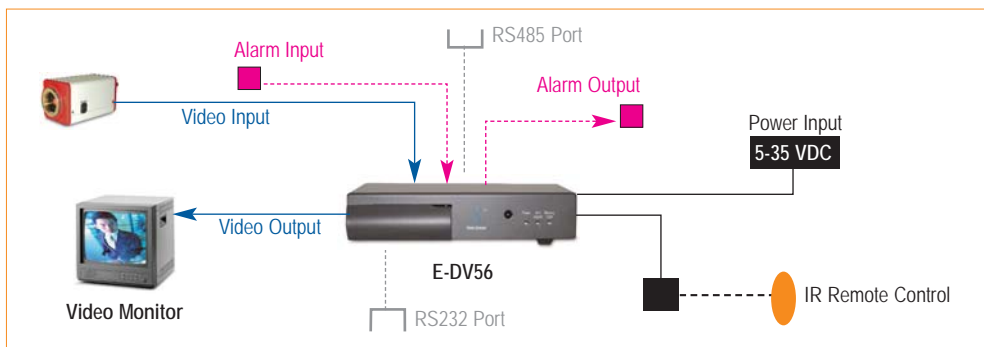 RS485 Port
Alarm Input
Alarm Output
Video Input
Power Input
5-35 VDC
Video Output
E-DV56
IR Remote Control
Video Monitor
RS232 Port